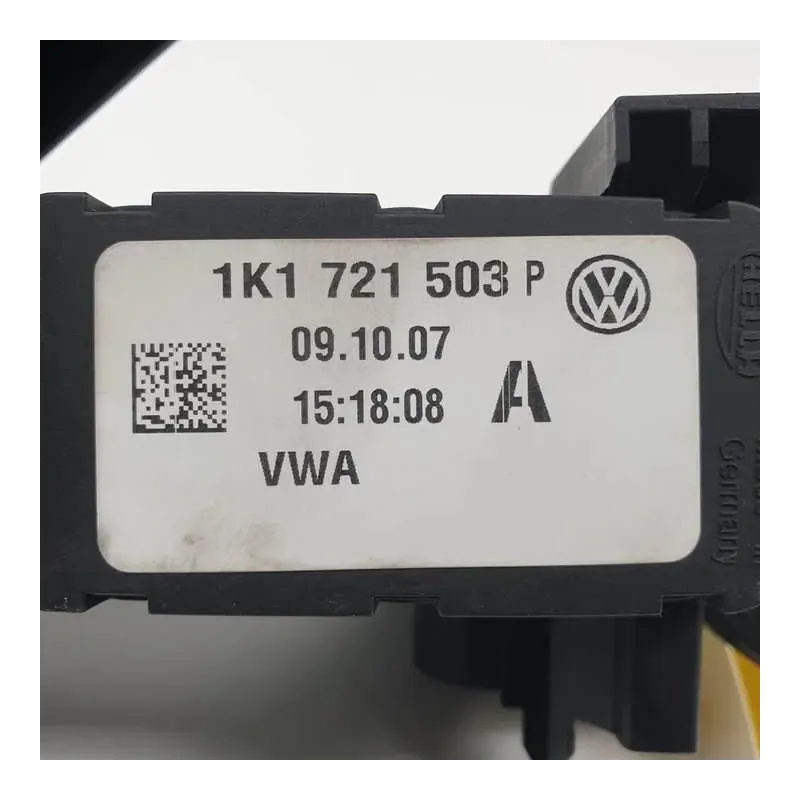 1K1 721 503 P
09.10.07
15:18:08 A
VWA
HELLA
Germany